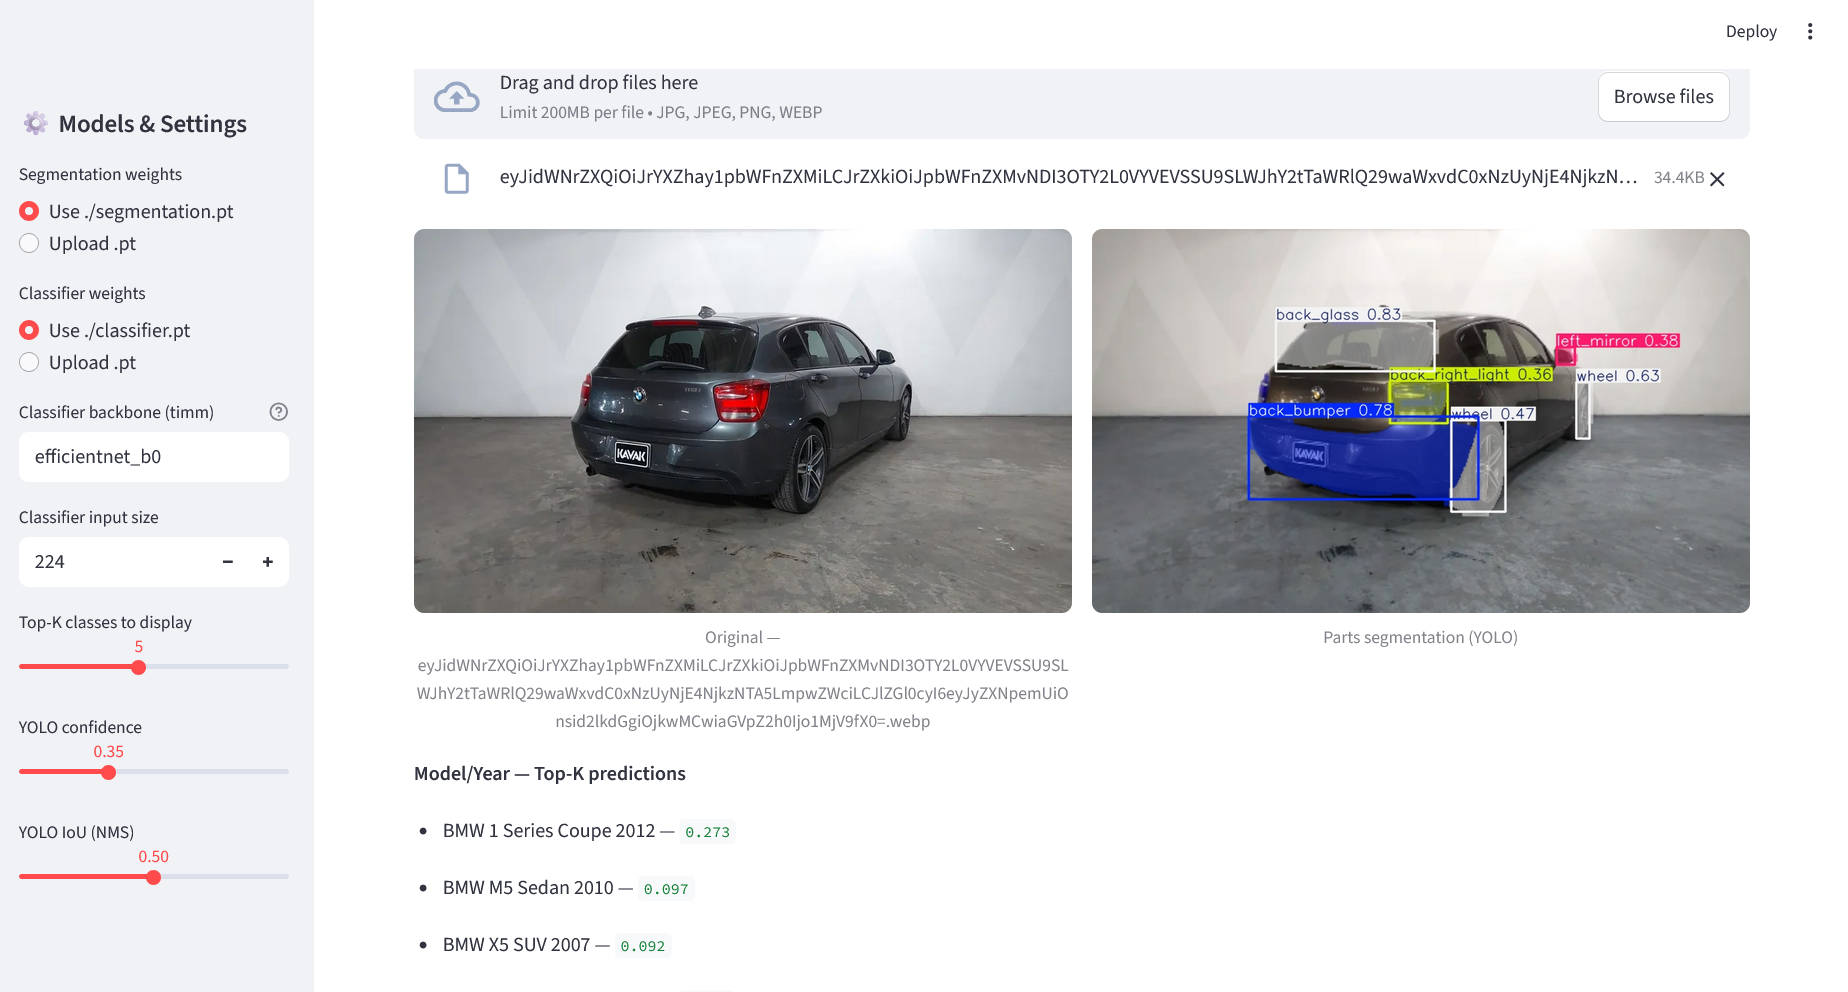 Deploy
Models & Settings
Segmentation weights
Use ./segmentation.pt
Upload .pt
Classifier weights
Use ./classifier.pt
Upload .pt
Classifier backbone (timm)
efficientnet_b0
Classifier input size
224
Top-K classes to display
5
YOLO confidence
0.35
YOLO IoU (NMS)
0.50
Drag and drop files here
Limit 200MB per file • JPG, JPEG, PNG, WEBP
Browse files
eyJidWNrZXQiOiJrYXZhay1pbWFnZXMiLCJrZXkiOiJpbWFnZXMvNDI3OTY2L0VYVEVSSU9SLWJhY2tTaWRlQ29waWxvdC0xNzUyNjE4NjkzN…
34.4KB
KAVAK
back_glass 0.83
left_mirror 0.38
back_right_light 0.36
wheel 0.63
back_bumper 0.78
wheel 0.47
KAVAK
Original —
eyJidWNrZXQiOiJrYXZhay1pbWFnZXMiLCJrZXkiOiJpbWFnZXMvNDI3OTY2L0VYVEVSSU9SL
WJhY2tTaWRlQ29waWxvdC0xNzUyNjE4NjkzNTA5LmpwZWciLCJlZGl0cyI6eyJyZXNpemUiO
nsid2lkdGgiOjkwMCwiaGVpZ2h0Ijo1MjV9fX0=.webp
Parts segmentation (YOLO)
Model/Year — Top-K predictions
BMW 1 Series Coupe 2012 — 0.273
BMW M5 Sedan 2010 — 0.097
BMW X5 SUV 2007 — 0.092